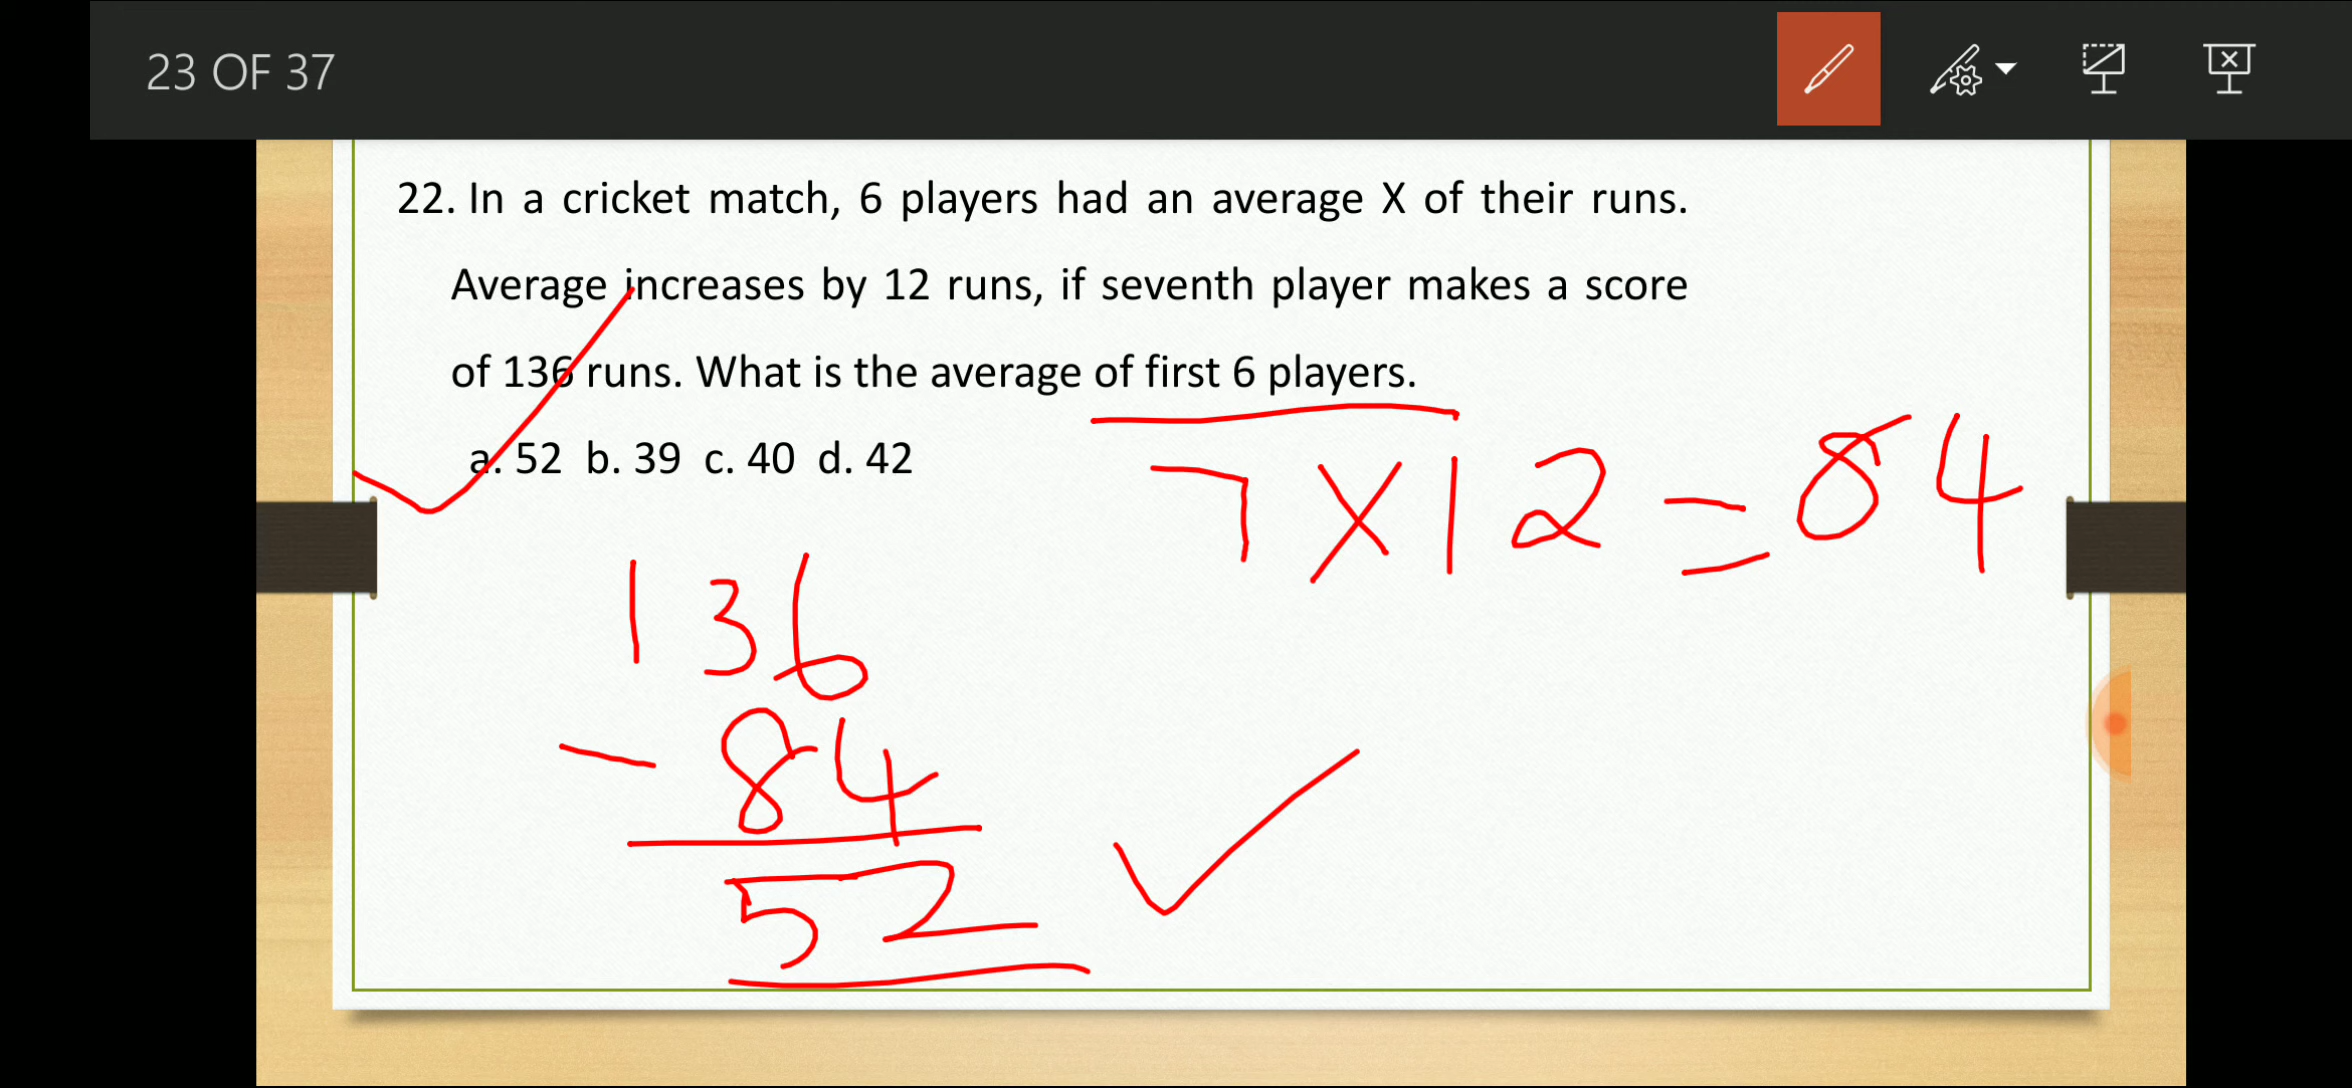 23 OF 37
22. In a cricket match, 6 players had an average X of their runs.
Average increases by 12 runs, if seventh player makes a score
of 136 runs. What is the average of first 6 players.
a. 52 b. 39 c. 40 d. 42
7 X 12 = 84
136
- 84
52